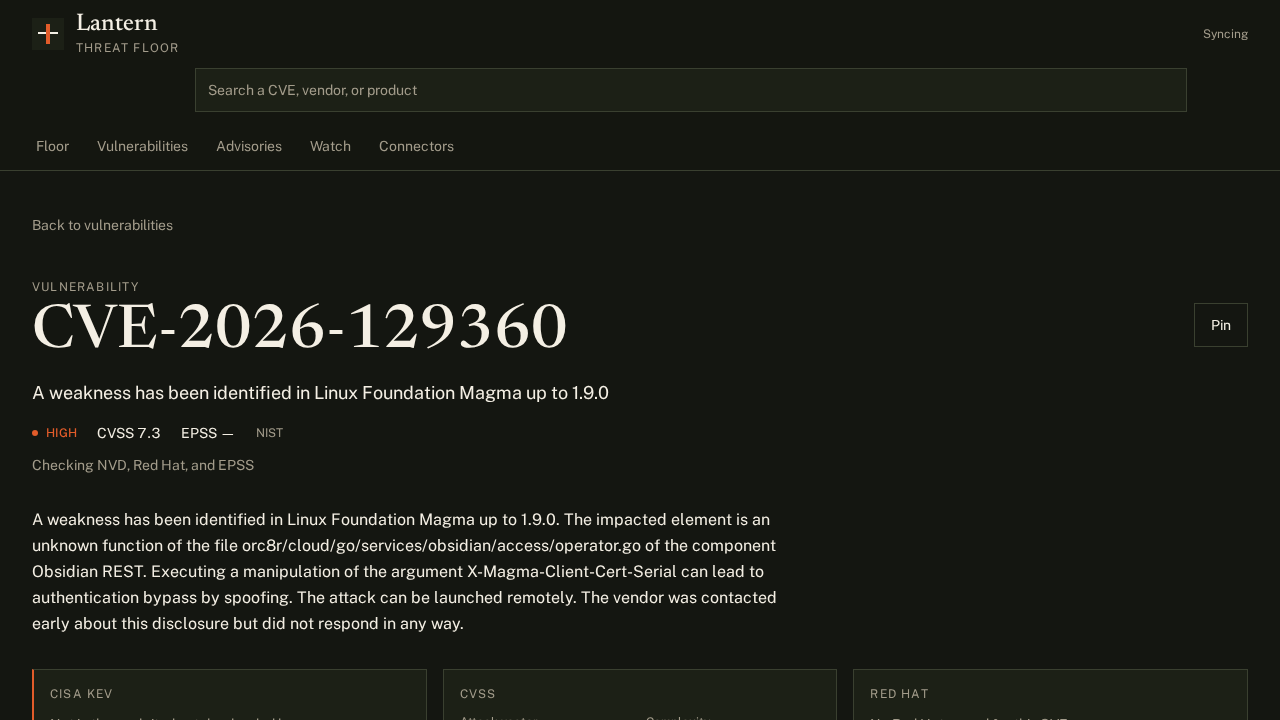 Lantern
THREAT FLOOR
Syncing
Search a CVE, vendor, or product
Floor
Vulnerabilities
Advisories
Watch
Connectors
Back to vulnerabilities
VULNERABILITY
CVE-2026-129360
Pin
A weakness has been identified in Linux Foundation Magma up to 1.9.0
HIGH
CVSS 7.3
EPSS —
NIST
Checking NVD, Red Hat, and EPSS
A weakness has been identified in Linux Foundation Magma up to 1.9.0. The impacted element is an
unknown function of the file orc8r/cloud/go/services/obsidian/access/operator.go of the component
Obsidian REST. Executing a manipulation of the argument X-Magma-Client-Cert-Serial can lead to
authentication bypass by spoofing. The attack can be launched remotely. The vendor was contacted
early about this disclosure but did not respond in any way.
CISA KEV
CVSS
RED HAT